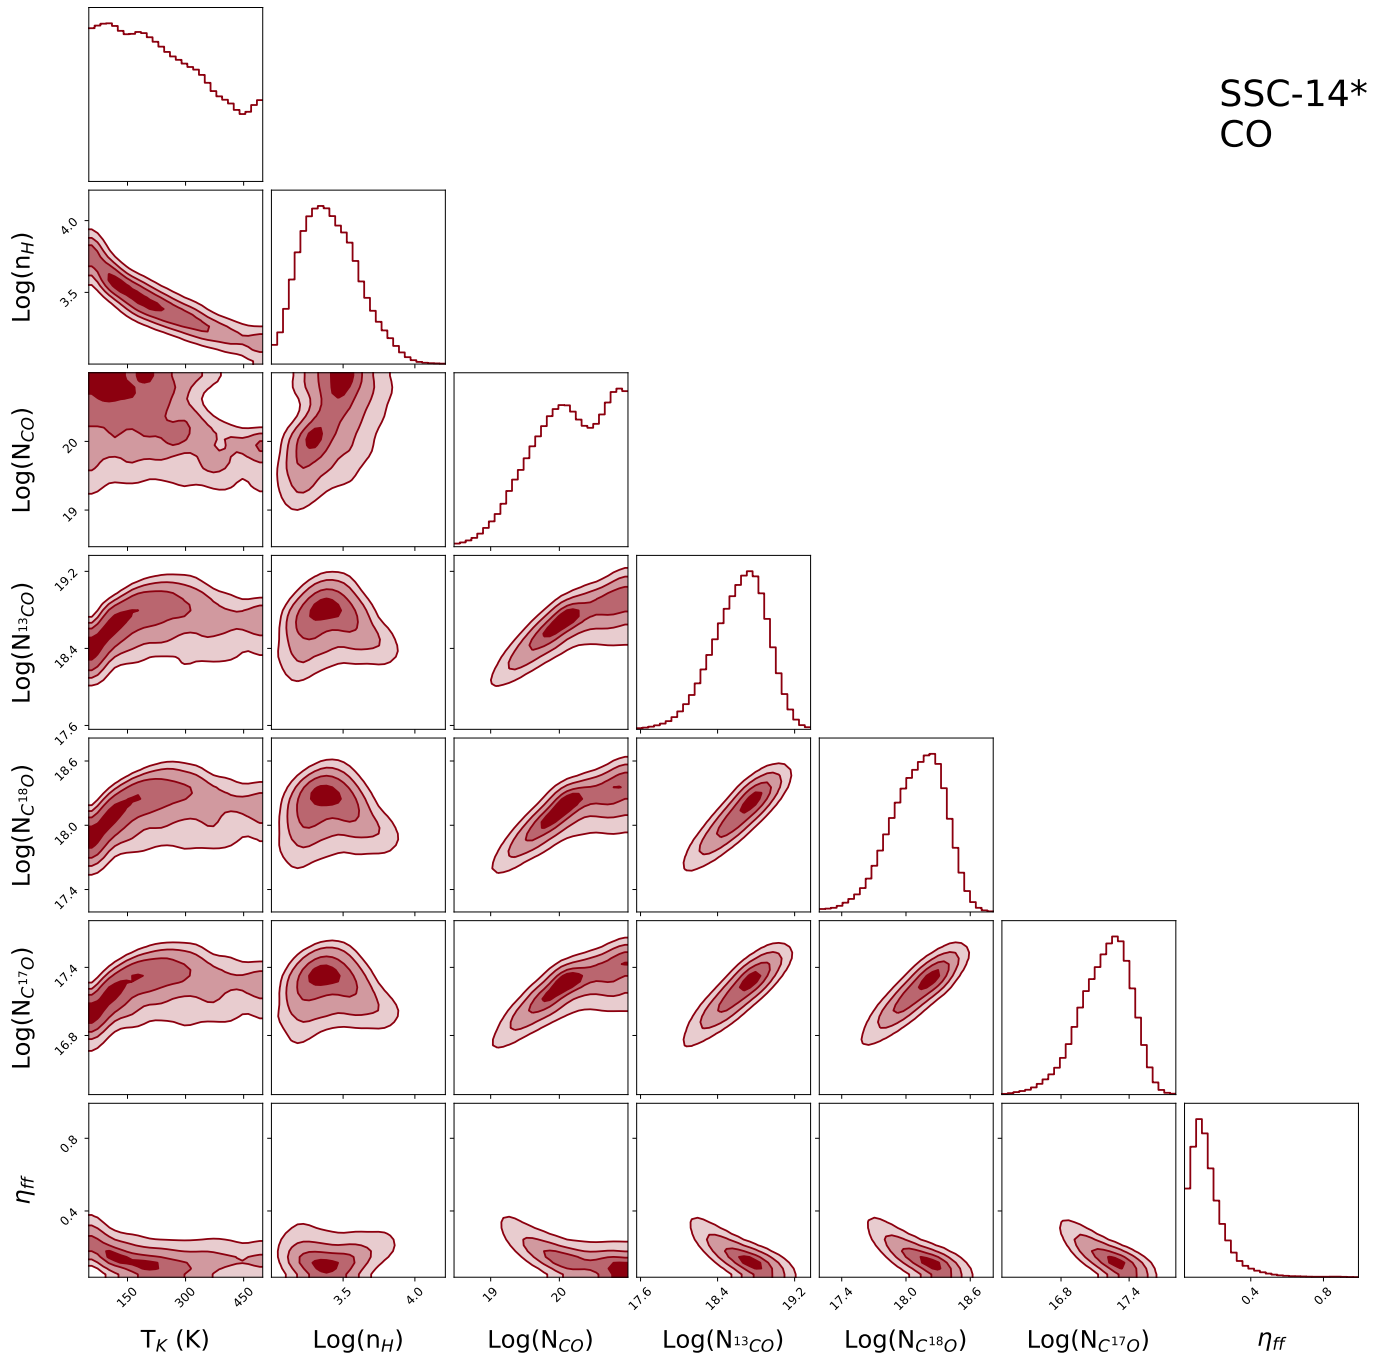 SSC-14*
CO
Log(n_H)
4.0
3.5
Log(N_CO)
20
19
Log(N_¹³CO)
19.2
18.4
17.6
Log(N_C¹⁸O)
18.6
18.0
17.4
Log(N_C¹⁷O)
17.4
16.8
η_ff
0.8
0.4
150 300 450 3.5 4.0 19 20 17.6 18.4 19.2 17.4 18.0 18.6 16.8 17.4 0.4 0.8
T_K (K) Log(n_H) Log(N_CO) Log(N_¹³CO) Log(N_C¹⁸O) Log(N_C¹⁷O) η_ff